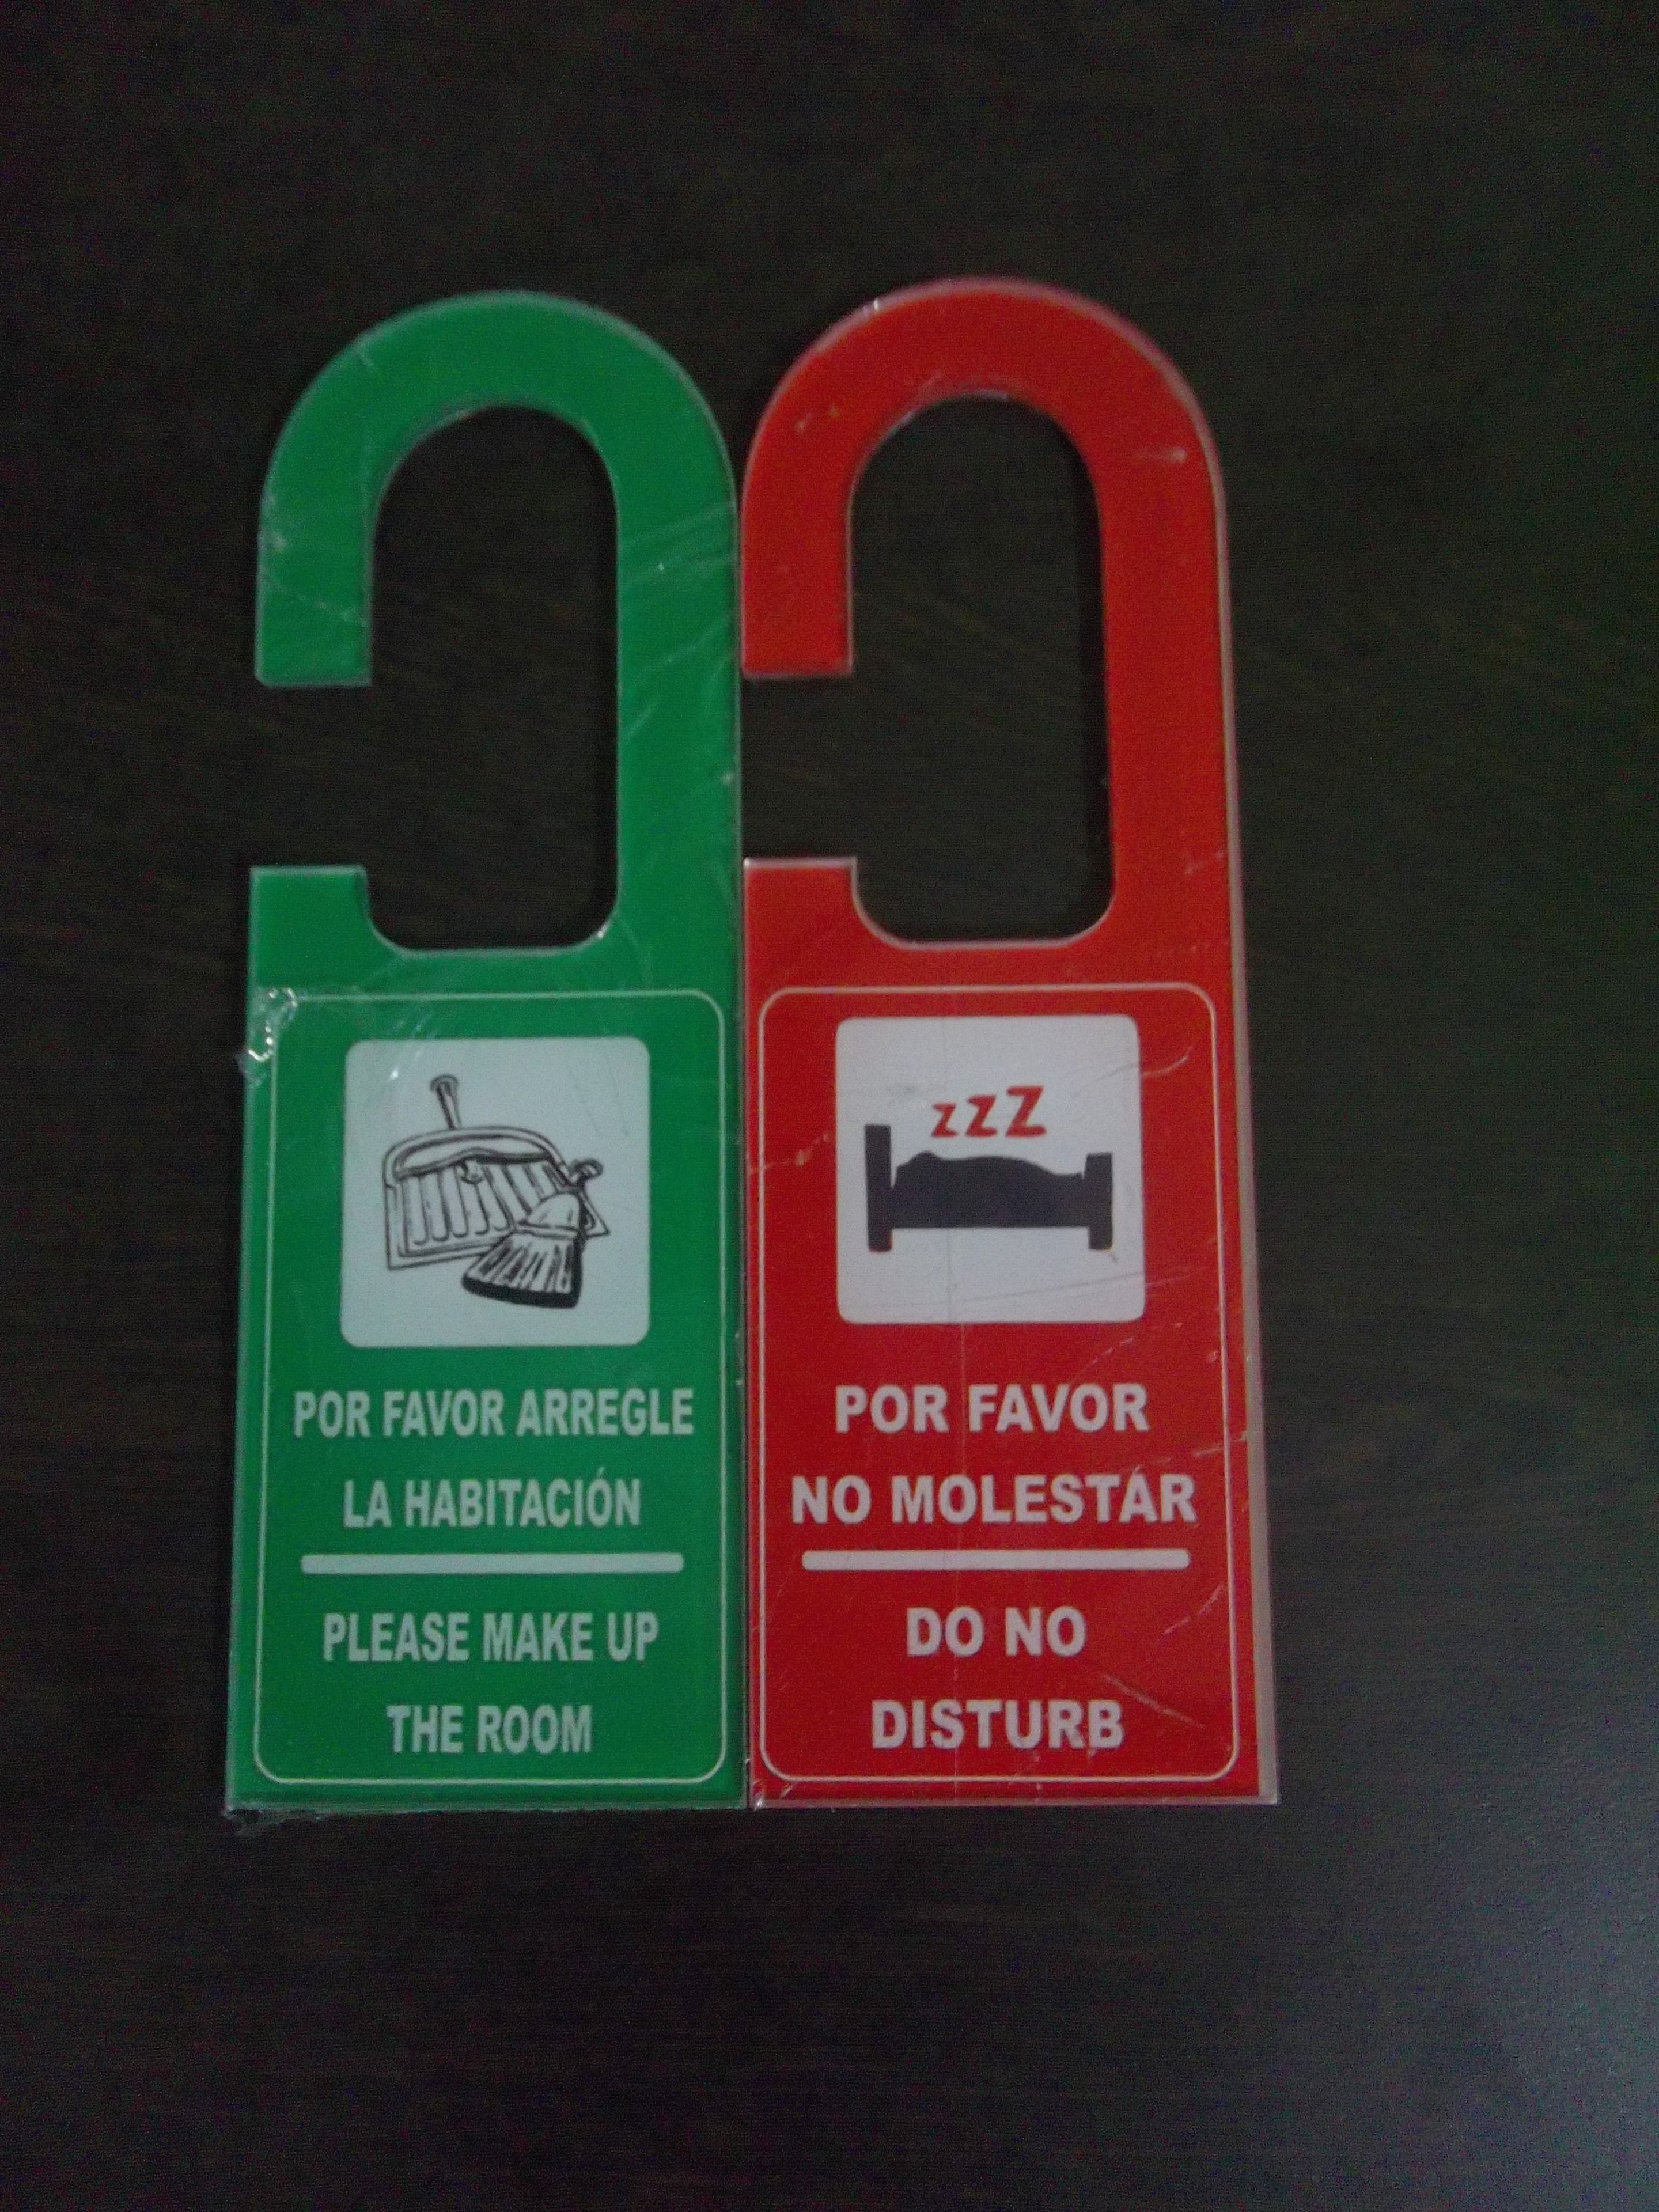 POR FAVOR ARREGLE
LA HABITACIÓN
PLEASE MAKE UP
THE ROOM
zzZ
POR FAVOR
NO MOLESTAR
DO NO
DISTURB